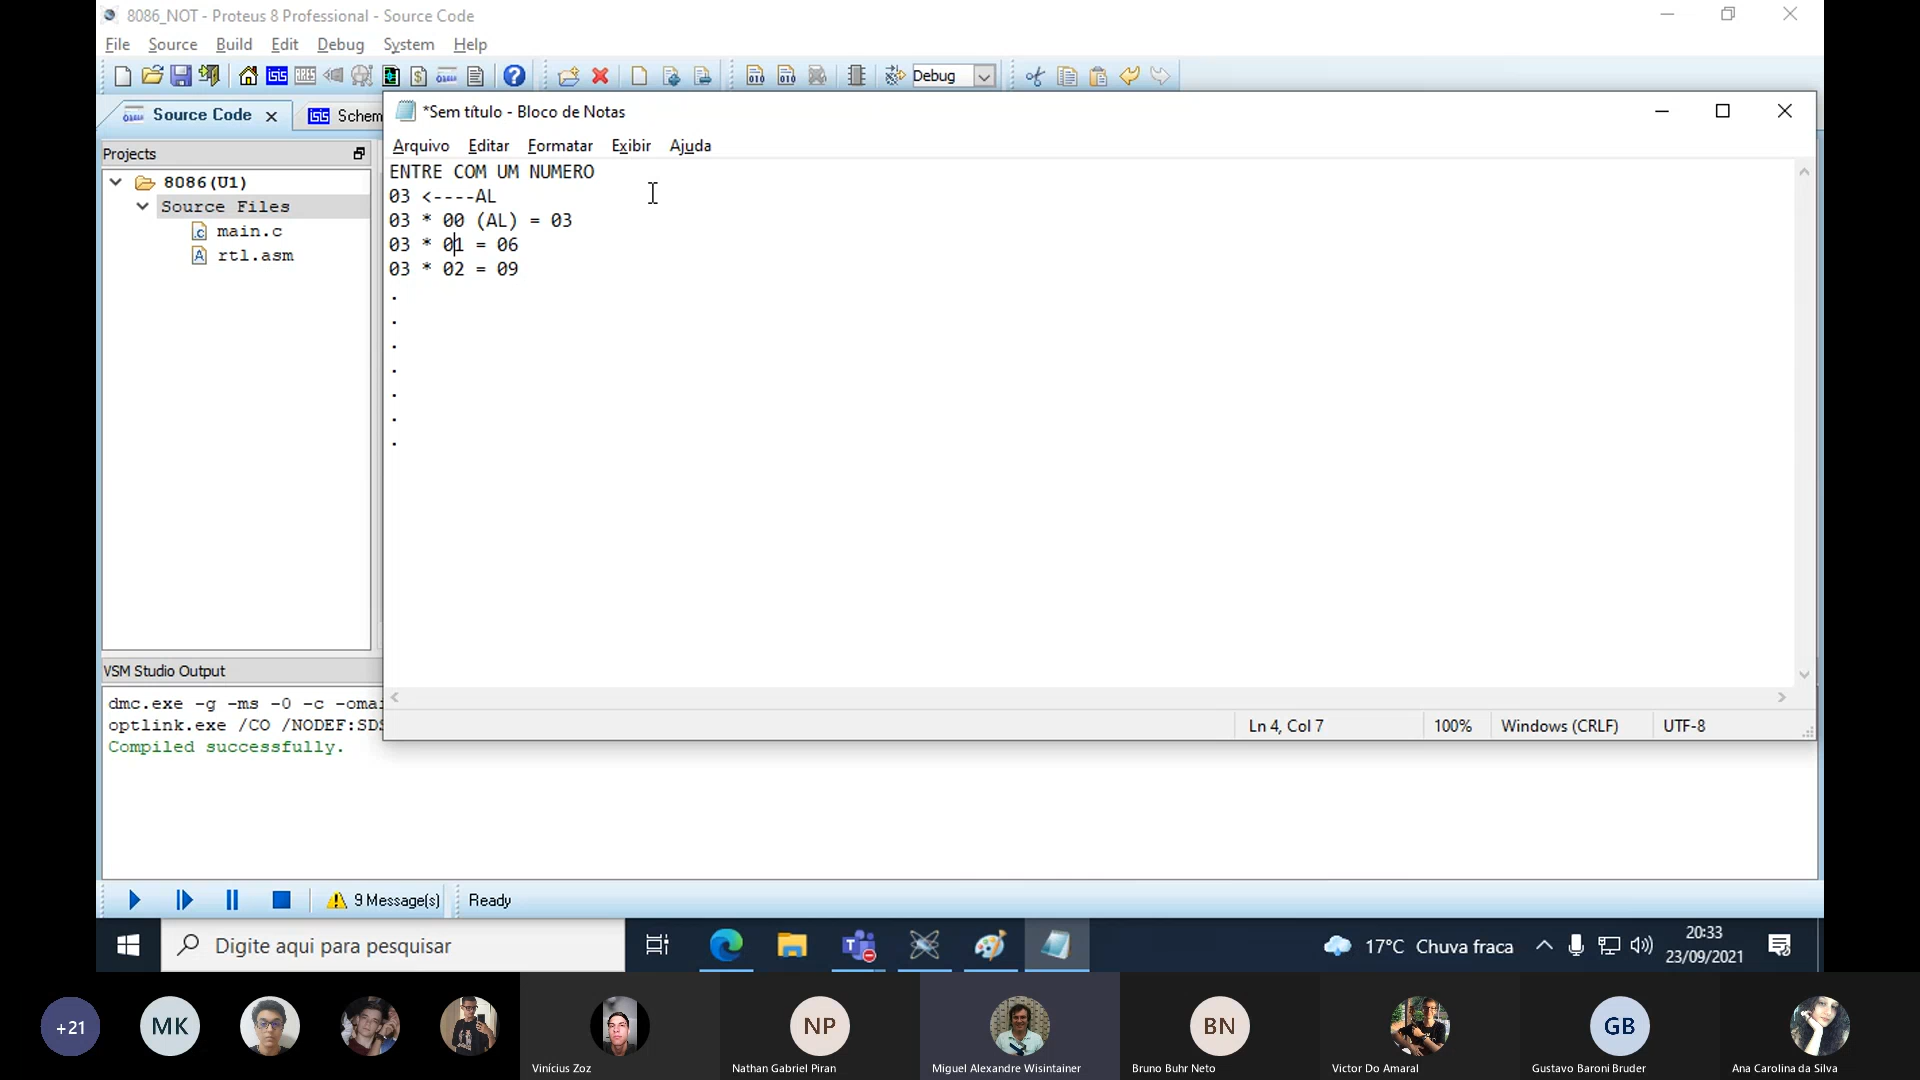 8086_NOT - Proteus 8 Professional - Source Code
File Source Build Edit Debug System Help
Debug
Source Code
Schem
*Sem título - Bloco de Notas
Arquivo Editar Formatar Exibir Ajuda
Projects
8086(U1)
Source Files
main.c
rtl.asm
ENTRE COM UM NUMERO
03 <----AL
03 * 00 (AL) = 03
03 * 01 = 06
03 * 02 = 09
.
.
.
.
.
.
.
Ln 4, Col 7
100%
Windows (CRLF)
UTF-8
VSM Studio Output
dmc.exe -g -ms -0 -c -omai
optlink.exe /CO /NODEF:SDS
Compiled successfully.
9 Message(s)
Ready
Digite aqui para pesquisar
17°C Chuva fraca
20:33
23/09/2021
+21
MK
NP
BN
GB
Vinícius Zoz
Nathan Gabriel Piran
Miguel Alexandre Wisintainer
Bruno Buhr Neto
Victor Do Amaral
Gustavo Baroni Bruder
Ana Carolina da Silva